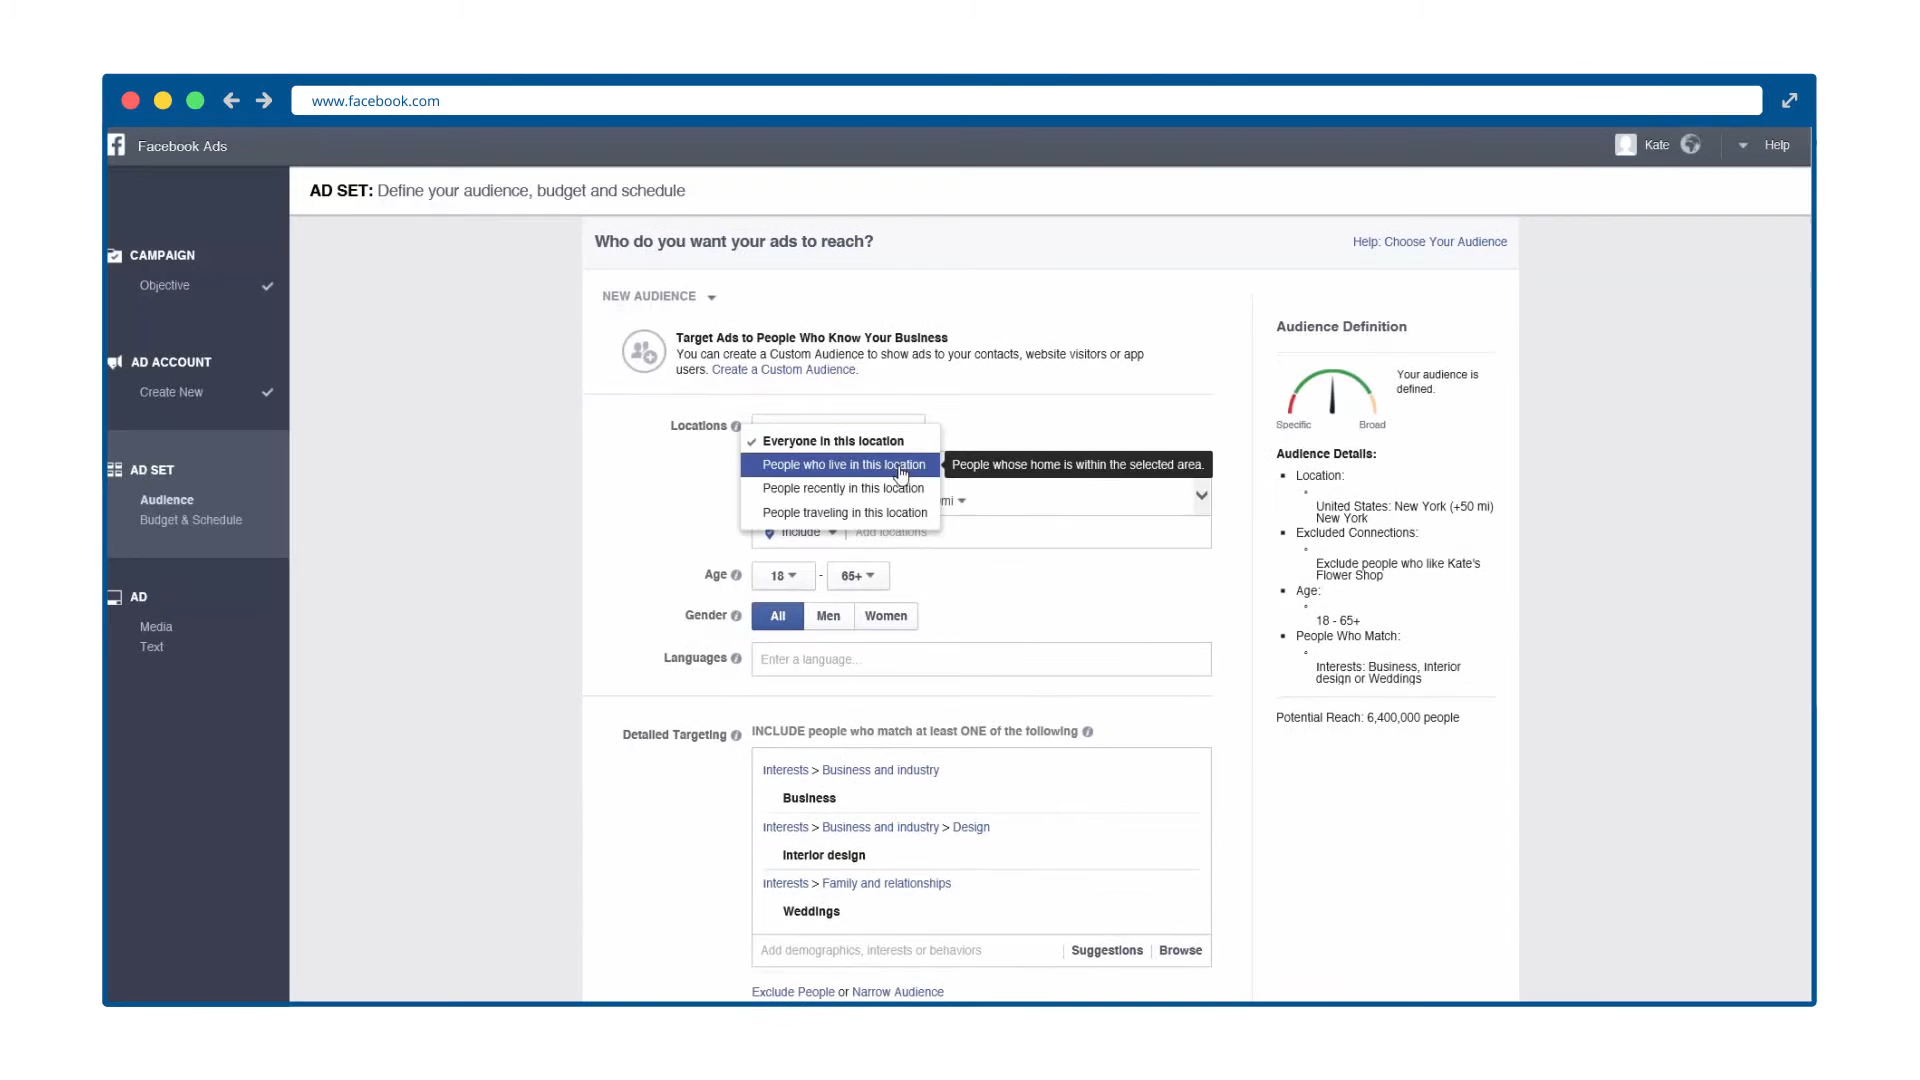 www.facebook.com
Facebook Ads
Kate
Help
AD SET: Define your audience, budget and schedule
CAMPAIGN
Objective
AD ACCOUNT
Create New
AD SET
Audience
Budget & Schedule
AD
Media
Text
Who do you want your ads to reach?
Help: Choose Your Audience
NEW AUDIENCE
Target Ads to People Who Know Your Business
You can create a Custom Audience to show ads to your contacts, website visitors or app
users. Create a Custom Audience.
Locations
Everyone in this location
People who live in this location
People whose home is within the selected area.
People recently in this location
mi
People traveling in this location
Include
Add locations
Age
18 - 65+
Gender
All Men Women
Languages
Enter a language...
Detailed Targeting
INCLUDE people who match at least ONE of the following
Interests > Business and industry
Business
Interests > Business and industry > Design
Interior design
Interests > Family and relationships
Weddings
Add demographics, interests or behaviors
Suggestions
Browse
Exclude People or Narrow Audience
Audience Definition
Your audience is
defined.
Specific
Broad
Audience Details:
Location:
United States: New York (+50 mi)
New York
Excluded Connections:
Exclude people who like Kate's
Flower Shop
Age:
18 - 65+
People Who Match:
Interests: Business, Interior
design or Weddings
Potential Reach: 6,400,000 people